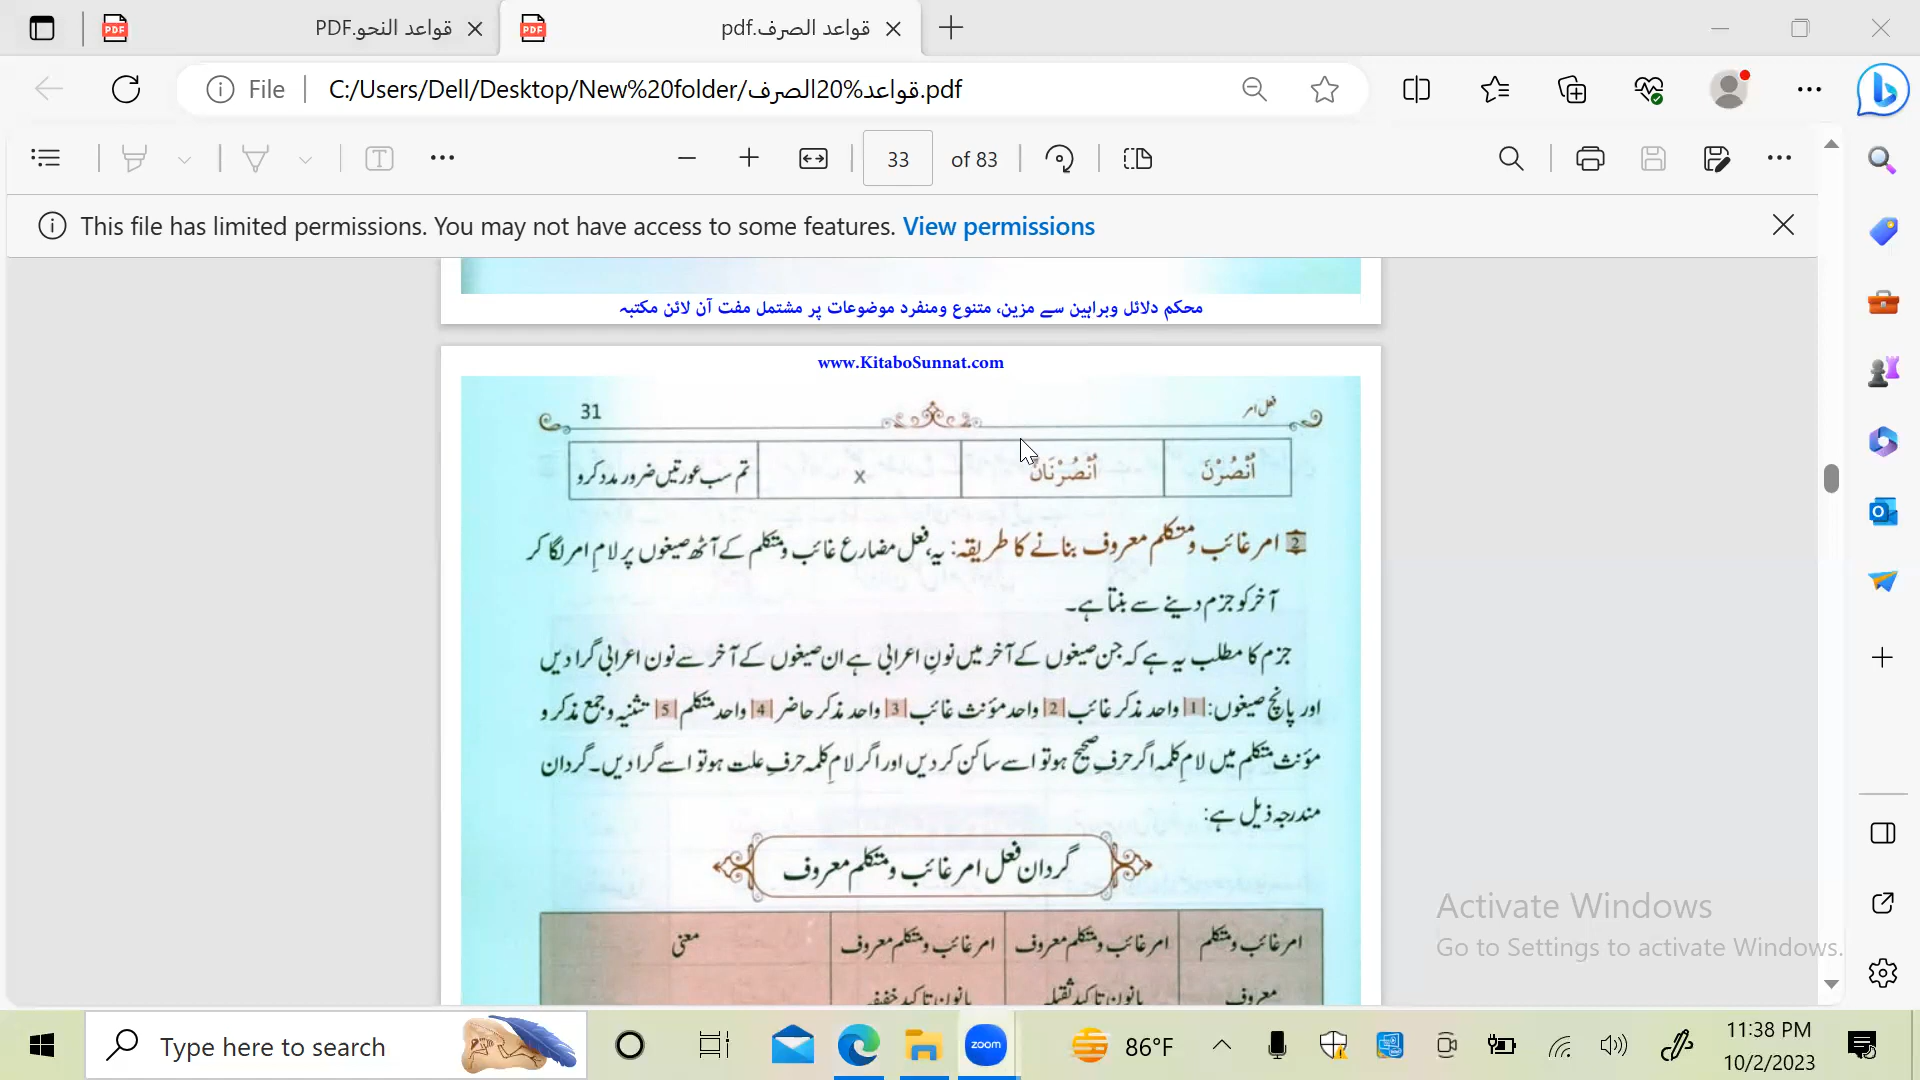 قواعد النحو.PDF
قواعد الصرف.pdf
File
C:/Users/Dell/Desktop/New%20folder/قواعد%20الصرف.pdf
33 of 83
This file has limited permissions. You may not have access to some features. View permissions
محکم دلائل وبراہین سے مزین، متنوع ومنفرد موضوعات پر مشتمل مفت آن لائن مکتبہ
www.KitaboSunnat.com
فعل امر 31
اُنْصُرْنَ اُنْصُرْنَانِّ x تم سب عورتیں ضرور مدد کرو
2 امر غائب و متکلم معروف بنانے کا طریقہ: یہ، فعل مضارع غائب و متکلم کے آٹھ صیغوں پر لامِ امر لگا کر
آخر کو جزم دینے سے بنتا ہے۔
جزم کا مطلب یہ ہے کہ جن صیغوں کے آخر میں نونِ اعرابی ہے ان صیغوں کے آخر سے نون اعرابی گرا دیں
اور پانچ صیغوں: 1 واحد مذکر غائب 2 واحد مؤنث غائب 3 واحد مذکر حاضر 4 واحد متکلم 5 تثنیہ و جمع مذکر و
مؤنث متکلم میں لامِ کلمہ اگر حرفِ صحیح ہو تو اسے ساکن کر دیں اور اگر لامِ کلمہ حرفِ علت ہو تو اسے گرا دیں۔ گردان
مندرجہ ذیل ہے:
گردان فعل امر غائب و متکلم معروف
امر غائب و متکلم امر غائب و متکلم معروف امر غائب و متکلم معروف معنی
معروف بانون تاکید ثقیلہ بانون تاکید خفیفہ
Activate Windows
Go to Settings to activate Windows.
Type here to search
zoom
86°F
11:38 PM
10/2/2023